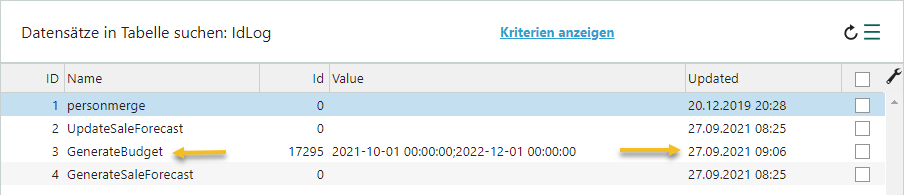 Datensätze in Tabelle suchen: IdLog Kriterien anzeigen
ID Name Id Value Updated
1 personmerge 0 20.12.2019 20:28
2 UpdateSaleForecast 0 27.09.2021 08:25
3 GenerateBudget 17295 2021-10-01 00:00:00;2022-12-01 00:00:00 27.09.2021 09:06
4 GenerateSaleForecast 0 27.09.2021 08:25